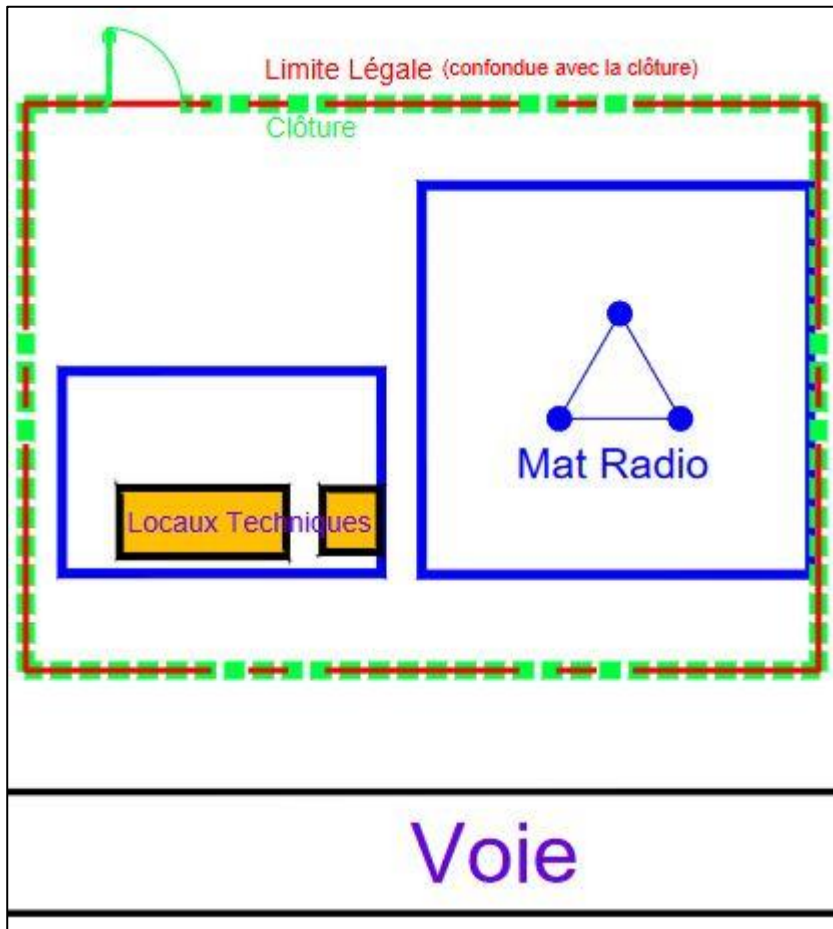 Limite Légale (confondue avec la clôture)
Clôture
Mat Radio
Locaux Techniques
Voie